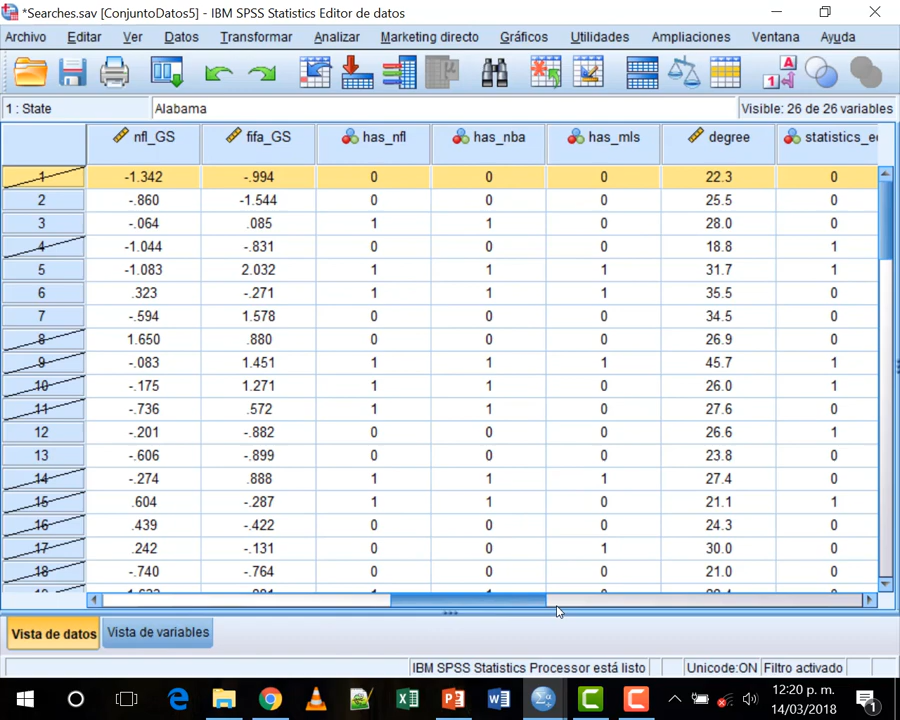 *Searches.sav [ConjuntoDatos5] - IBM SPSS Statistics Editor de datos
Archivo Editar Ver Datos Transformar Analizar Marketing directo Gráficos Utilidades Ampliaciones Ventana Ayuda
1 : State Alabama Visible: 26 de 26 variables
nfl_GS fifa_GS has_nfl has_nba has_mls degree
1 -1.342 -.994 0 0 0 22.3 0
2 -.860 -1.544 0 0 0 25.5 0
3 -.064 .085 1 1 0 28.0 0
4 -1.044 -.831 0 0 0 18.8 1
5 -1.083 2.032 1 1 1 31.7 1
6 .323 -.271 1 1 1 35.5 0
7 -.594 1.578 0 0 0 34.5 0
8 1.650 .880 0 0 0 26.9 0
9 -.083 1.451 1 1 1 45.7 1
10 -.175 1.271 1 1 0 26.0 1
11 -.736 .572 1 1 0 27.6 0
12 -.201 -.882 0 0 0 26.6 1
13 -.606 -.899 0 0 0 23.8 0
14 -.274 .888 1 1 1 27.4 0
15 .604 -.287 1 1 0 21.1 1
16 .439 -.422 0 0 0 24.3 0
17 .242 -.131 0 0 1 30.0 0
18 -.740 -.764 0 0 0 21.0 0
Vista de datos Vista de variables
IBM SPSS Statistics Processor está listo Unicode:ON Filtro activado
12:20 p. m.
14/03/2018
1